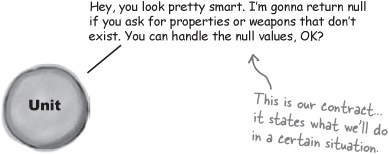 Hey, you look pretty smart. I'm gonna return null
if you ask for properties or weapons that don't
exist. You can handle the null values, OK?
Unit
This is our contract...
it states what we'll do
in a certain situation.